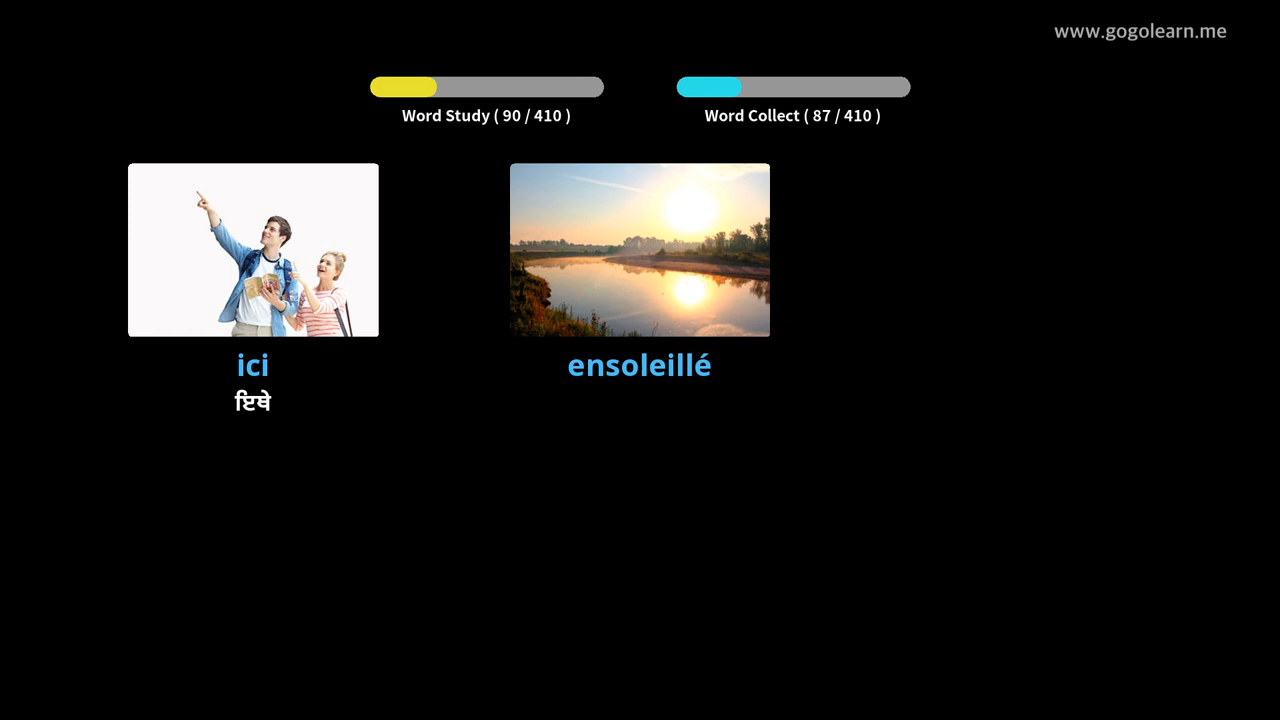 www.gogolearn.me
Word Study ( 90 / 410 )
Word Collect ( 87 / 410 )
ici
ਇਥੇ
ensoleillé